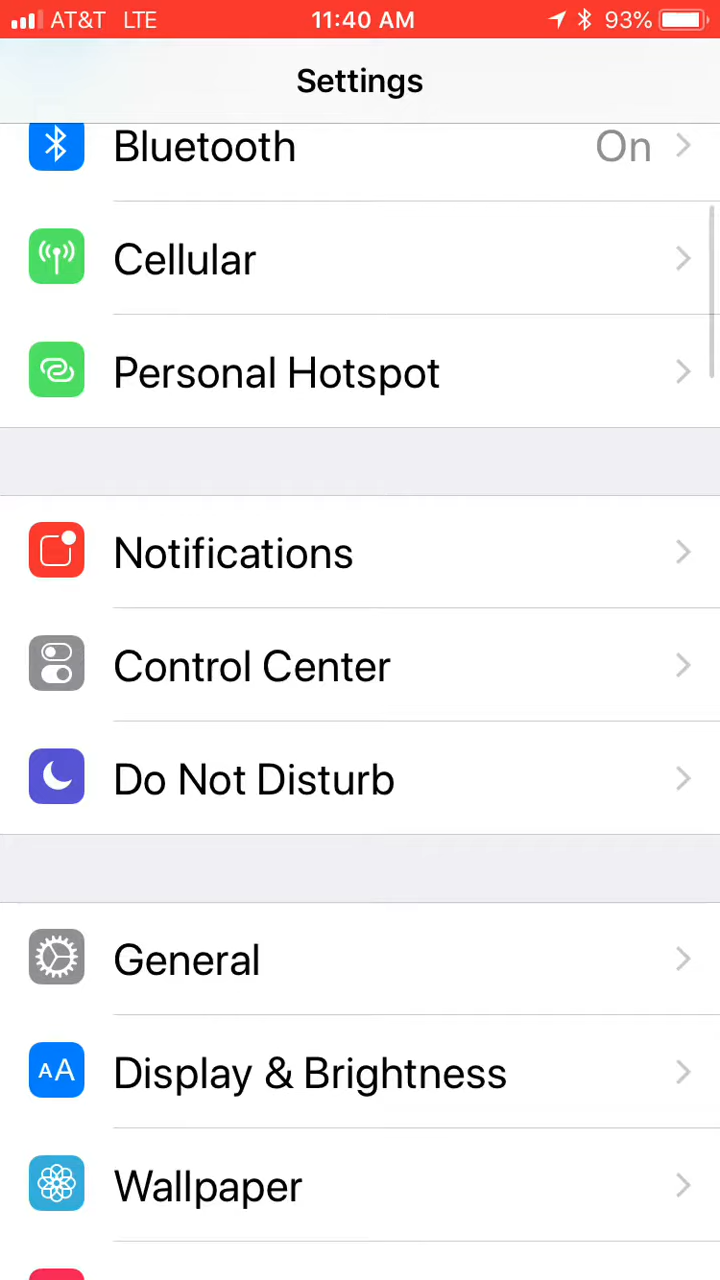 AT&T LTE 11:40 AM 93%
Settings
Bluetooth On
Cellular
Personal Hotspot
Notifications
Control Center
Do Not Disturb
General
AA Display & Brightness
Wallpaper